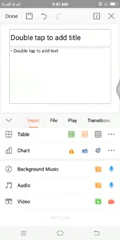 9:47 AM
Done
Double tap to add title
• Double tap to add text
Insert File Play Transitions
Table
Chart
Background Music
Audio
Video